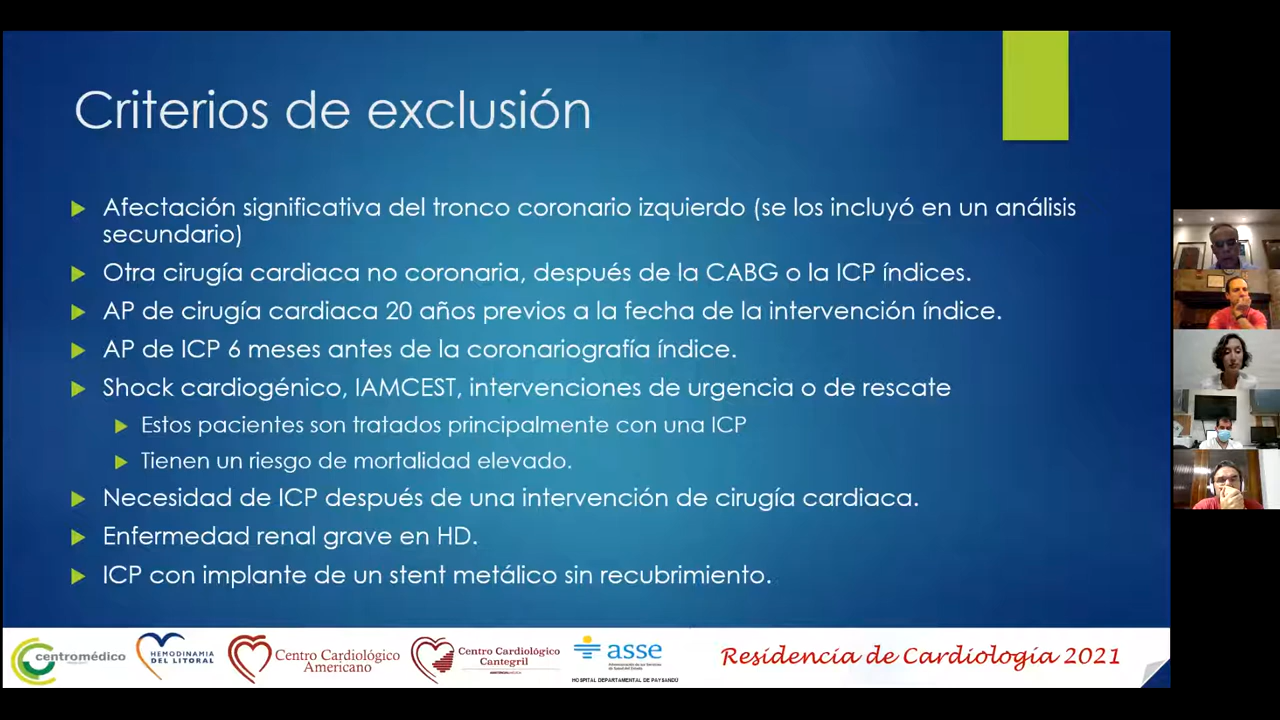 Criterios de exclusión
Afectación significativa del tronco coronario izquierdo (se los incluyó en un análisis
secundario)
Otra cirugía cardiaca no coronaria, después de la CABG o la ICP índices.
AP de cirugía cardiaca 20 años previos a la fecha de la intervención índice.
AP de ICP 6 meses antes de la coronariografía índice.
Shock cardiogénico, IAMCEST, intervenciones de urgencia o de rescate
Estos pacientes son tratados principalmente con una ICP
Tienen un riesgo de mortalidad elevado.
Necesidad de ICP después de una intervención de cirugía cardiaca.
Enfermedad renal grave en HD.
ICP con implante de un stent metálico sin recubrimiento.
centromédico
HEMODINAMIA
DEL LITORAL
Centro Cardiológico
Americano
Centro Cardiológico
Cantegril
asse
HOSPITAL DEPARTAMENTAL DE PAYSANDÚ
Residencia de Cardiología 2021